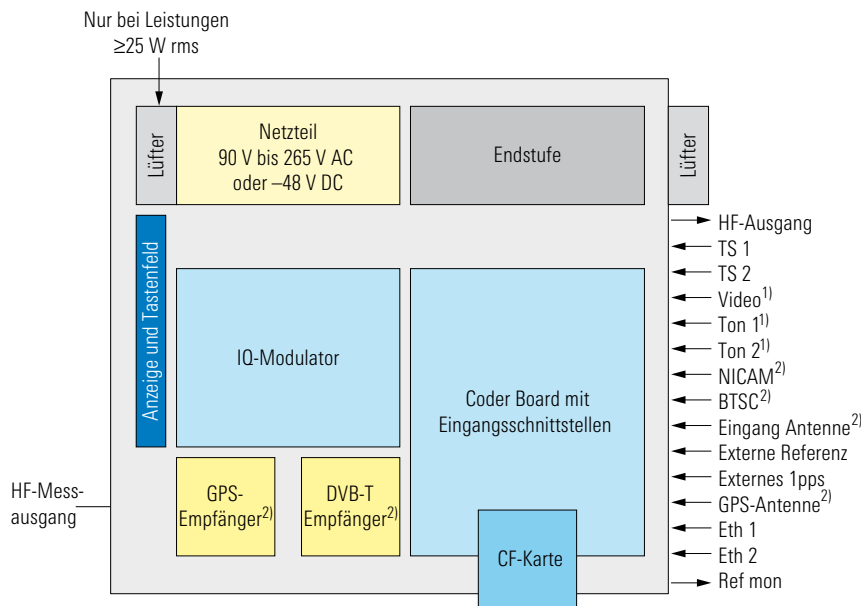 Nur bei Leistungen
≥25 W rms
Lüfter
Netzteil
90 V bis 265 V AC
oder –48 V DC
Endstufe
Lüfter
Anzeige und Tastenfeld
IQ-Modulator
Coder Board mit
Eingangsschnittstellen
GPS-
Empfänger²⁾
DVB-T
Empfänger²⁾
CF-Karte
HF-Mess-
ausgang
HF-Ausgang
TS 1
TS 2
Video¹⁾
Ton 1¹⁾
Ton 2¹⁾
NICAM²⁾
BTSC²⁾
Eingang Antenne²⁾
Externe Referenz
Externes 1pps
GPS-Antenne²⁾
Eth 1
Eth 2
Ref mon